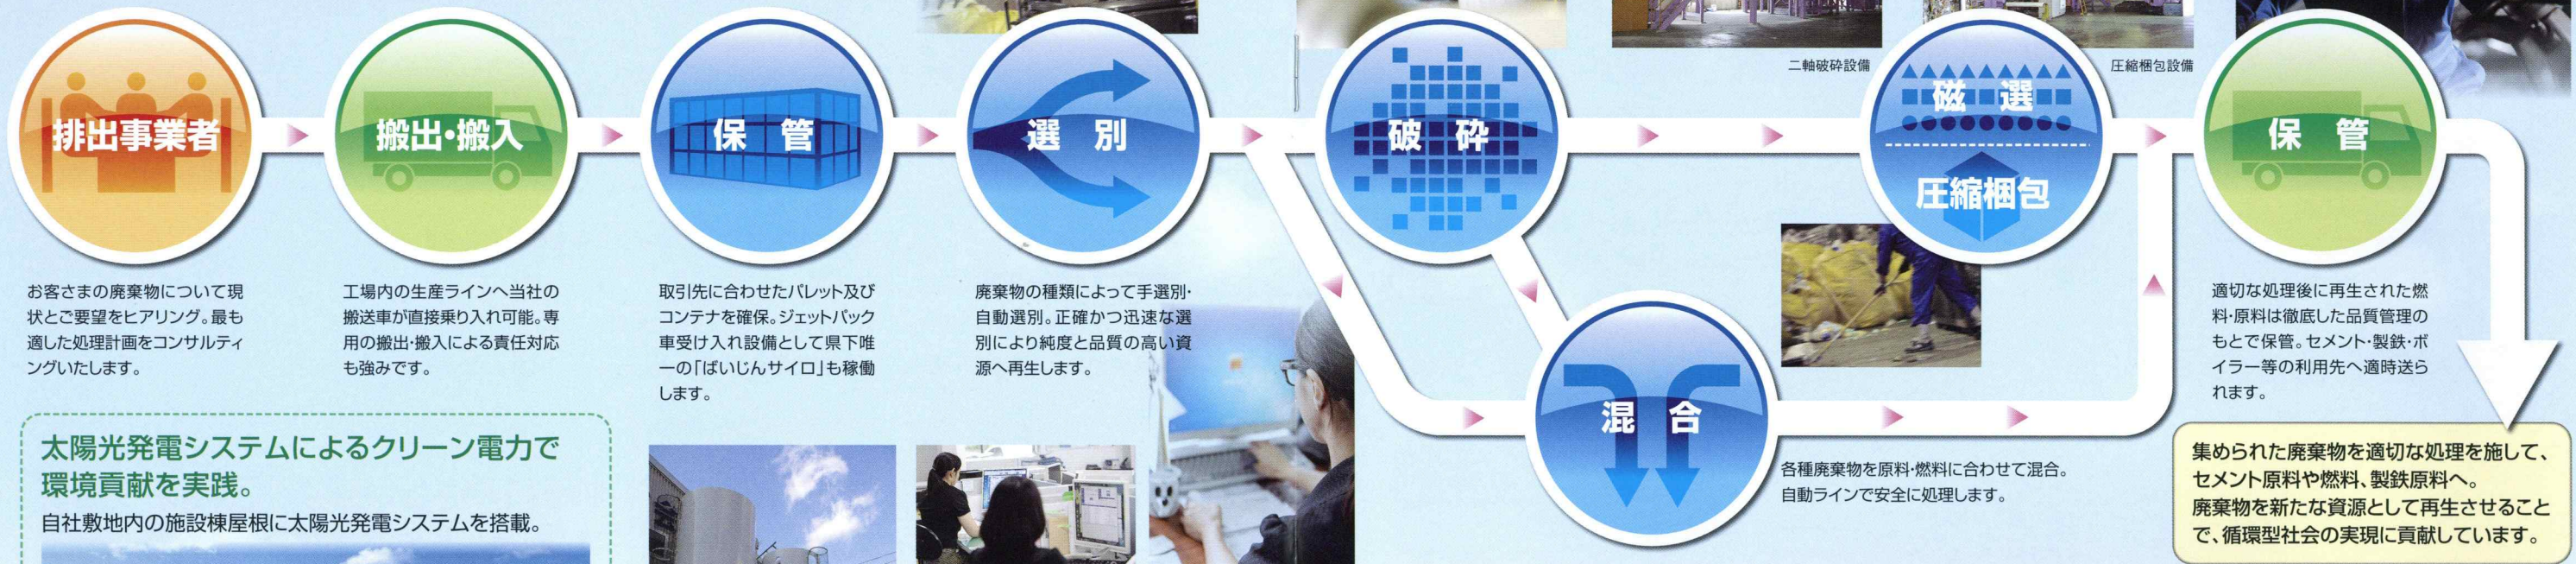 二軸破砕設備
圧縮梱包設備
排出事業者
搬出・搬入
保管
選別
破砕
磁選
圧縮梱包
保管
お客さまの廃棄物について現
状とご要望をヒアリング。最も
適した処理計画をコンサルティ
ングいたします。
工場内の生産ラインへ当社の
搬送車が直接乗り入れ可能。専
用の搬出・搬入による責任対応
も強みです。
取引先に合わせたパレット及び
コンテナを確保。ジェットパック
車受け入れ設備として県下唯
一の「ばいじんサイロ」も稼働
します。
廃棄物の種類によって手選別・
自動選別。正確かつ迅速な選
別により純度と品質の高い資
源へ再生します。
混合
各種廃棄物を原料・燃料に合わせて混合。
自動ラインで安全に処理します。
適切な処理後に再生された燃
料・原料は徹底した品質管理の
もとで保管。セメント・製鉄・ボ
イラー等の利用先へ適時送ら
れます。
太陽光発電システムによるクリーン電力で
環境貢献を実践。
自社敷地内の施設棟屋根に太陽光発電システムを搭載。
集められた廃棄物を適切な処理を施して、
セメント原料や燃料、製鉄原料へ。
廃棄物を新たな資源として再生させること
で、循環型社会の実現に貢献しています。